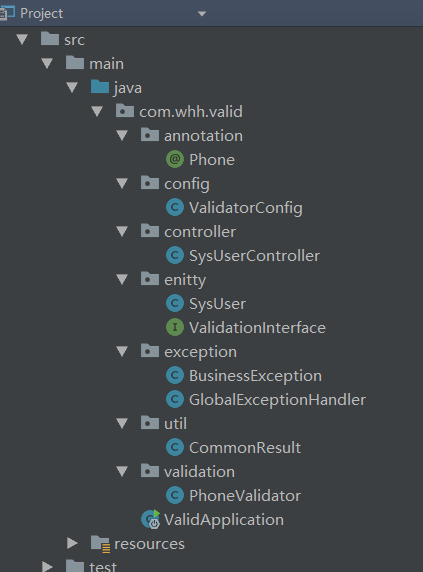 Project
src
main
java
com.whh.valid
annotation
Phone
config
ValidatorConfig
controller
SysUserController
enitty
SysUser
ValidationInterface
exception
BusinessException
GlobalExceptionHandler
util
CommonResult
validation
PhoneValidator
ValidApplication
resources
test